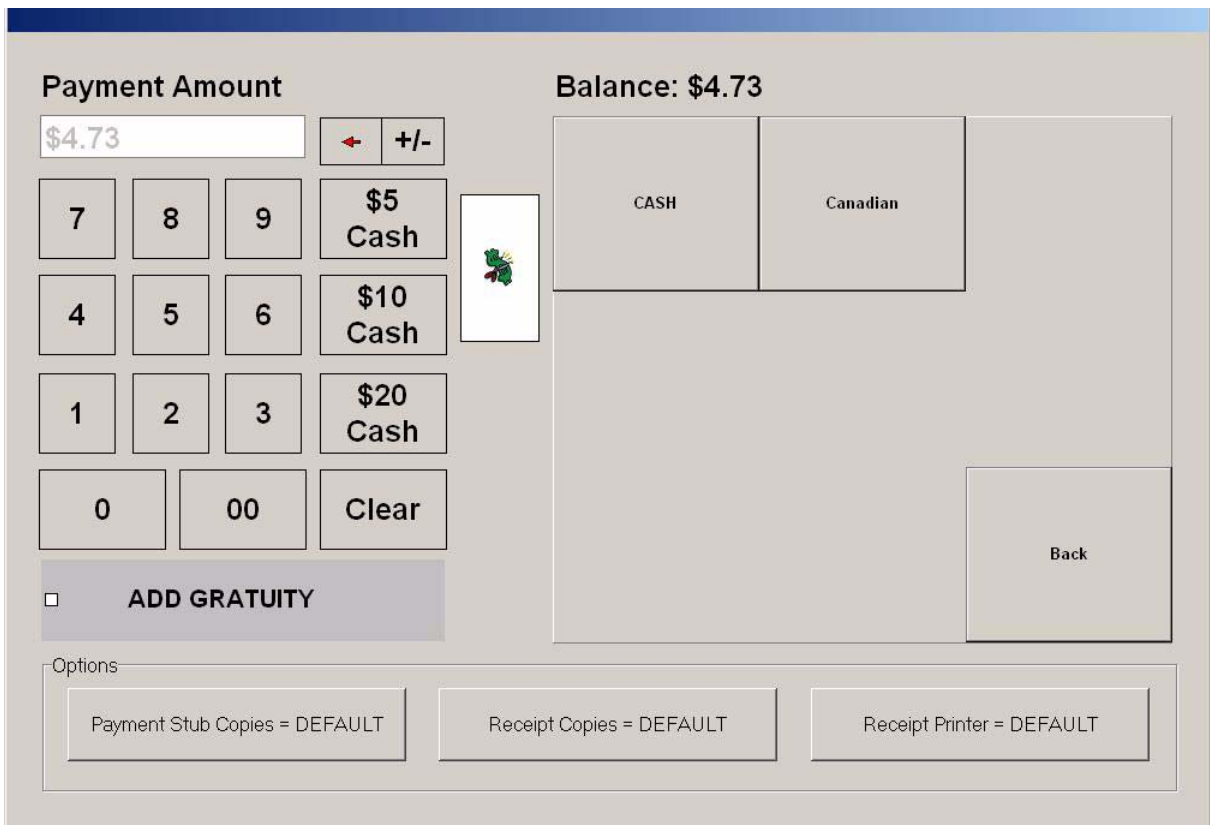 Payment Amount
Balance: $4.73
$4.73
+/-
7
8
9
$5
Cash
CASH
Canadian
4
5
6
$10
Cash
1
2
3
$20
Cash
0
00
Clear
Back
ADD GRATUITY
Options
Payment Stub Copies = DEFAULT
Receipt Copies = DEFAULT
Receipt Printer = DEFAULT